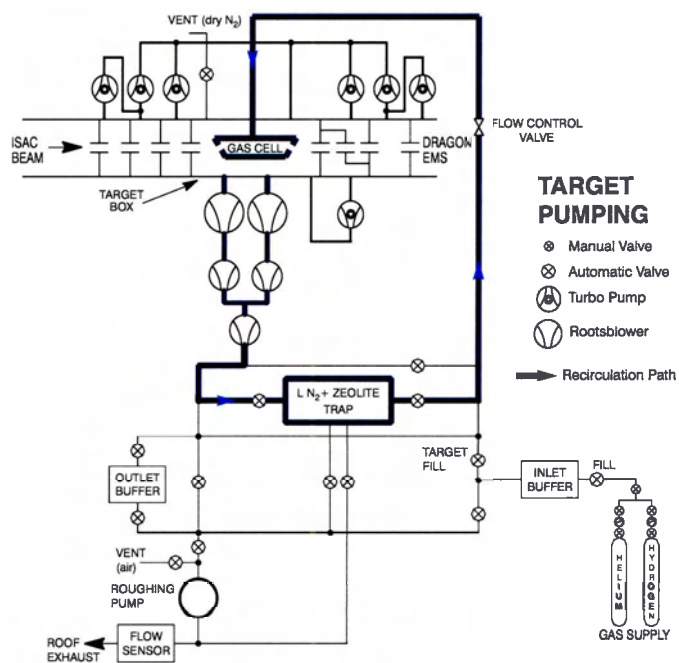 VENT (dry N₂)
ISAC
BEAM
GAS CELL
DRAGON
EMS
FLOW CONTROL
VALVE
TARGET
BOX
TARGET
PUMPING
Manual Valve
Automatic Valve
Turbo Pump
Rootsblower
Recirculation Path
L N₂+ ZEOLITE
TRAP
OUTLET
BUFFER
TARGET
FILL
INLET
BUFFER
FILL
VENT
(air)
ROUGHING
PUMP
HELIUM
HYDROGEN
GAS SUPPLY
ROOF
EXHAUST
FLOW
SENSOR